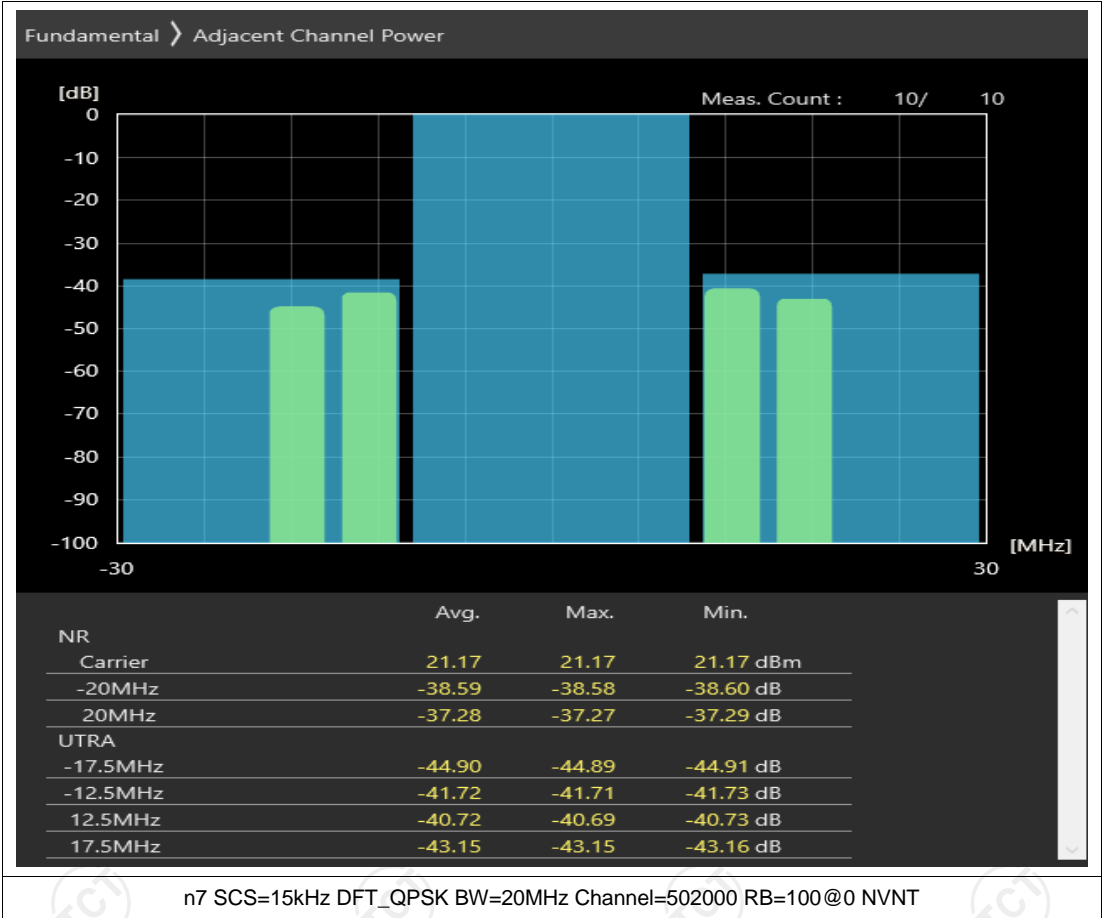 Fundamental 〉 Adjacent Channel Power
[dB]
Meas. Count : 10/ 10
0
-10
-20
-30
-40
-50
-60
-70
-80
-90
-100
[MHz]
-30 30
Avg. Max. Min.
NR
Carrier 21.17 21.17 21.17 dBm
-20MHz -38.59 -38.58 -38.60 dB
20MHz -37.28 -37.27 -37.29 dB
UTRA
-17.5MHz -44.90 -44.89 -44.91 dB
-12.5MHz -41.72 -41.71 -41.73 dB
12.5MHz -40.72 -40.69 -40.73 dB
17.5MHz -43.15 -43.15 -43.16 dB
n7 SCS=15kHz DFT_QPSK BW=20MHz Channel=502000 RB=100@0 NVNT
TCT TCT TCT TCT